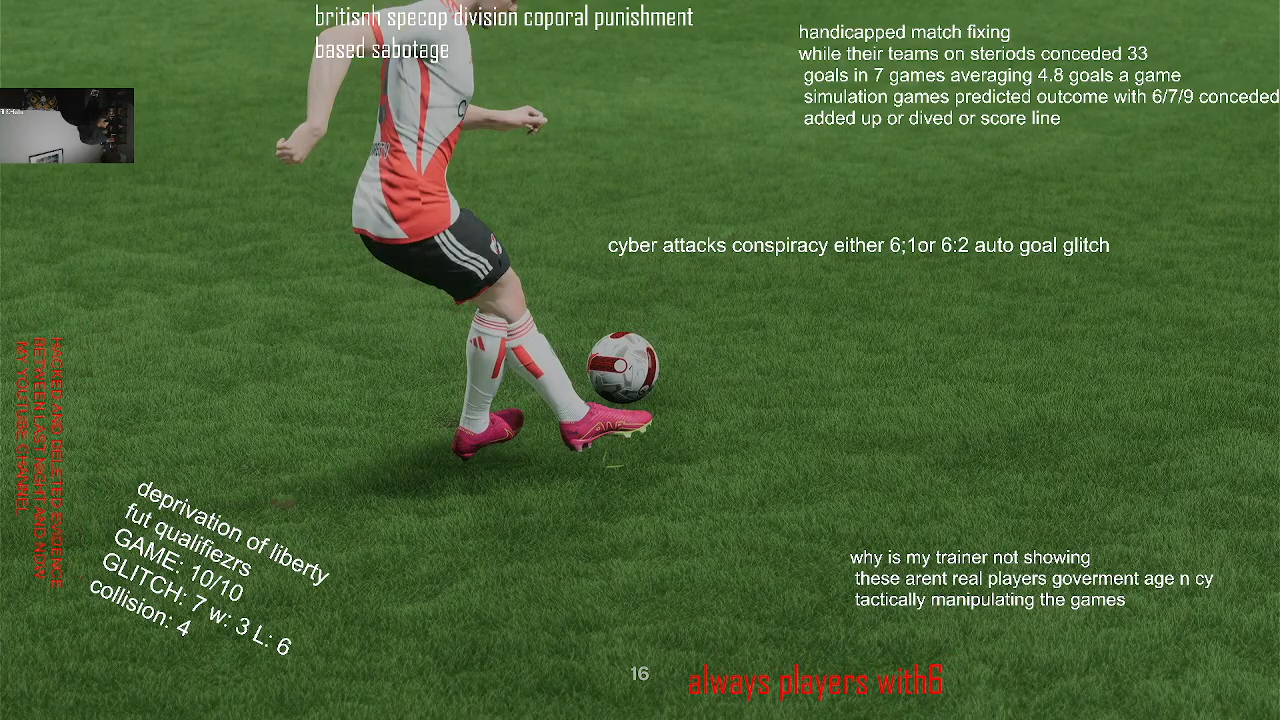 britisnh specop division coporal punishment
based sabotage
handicapped match fixing
while their teams on steriods conceded 33
goals in 7 games averaging 4.8 goals a game
simulation games predicted outcome with 6/7/9 conceded
added up or dived or score line
cyber attacks conspiracy either 6;1or 6:2 auto goal glitch
HACKED AND DELETED EVIDENCE
BETWEEN LAST NIGHT AND NOW
MY YOUTUBE CHANNEL
deprivation of liberty
fut qualifiezrs
GAME: 10/10
GLITCH: 7 w: 3 L: 6
collision: 4
why is my trainer not showing
these arent real players goverment age n cy
tactically manipulating the games
16
always players with6